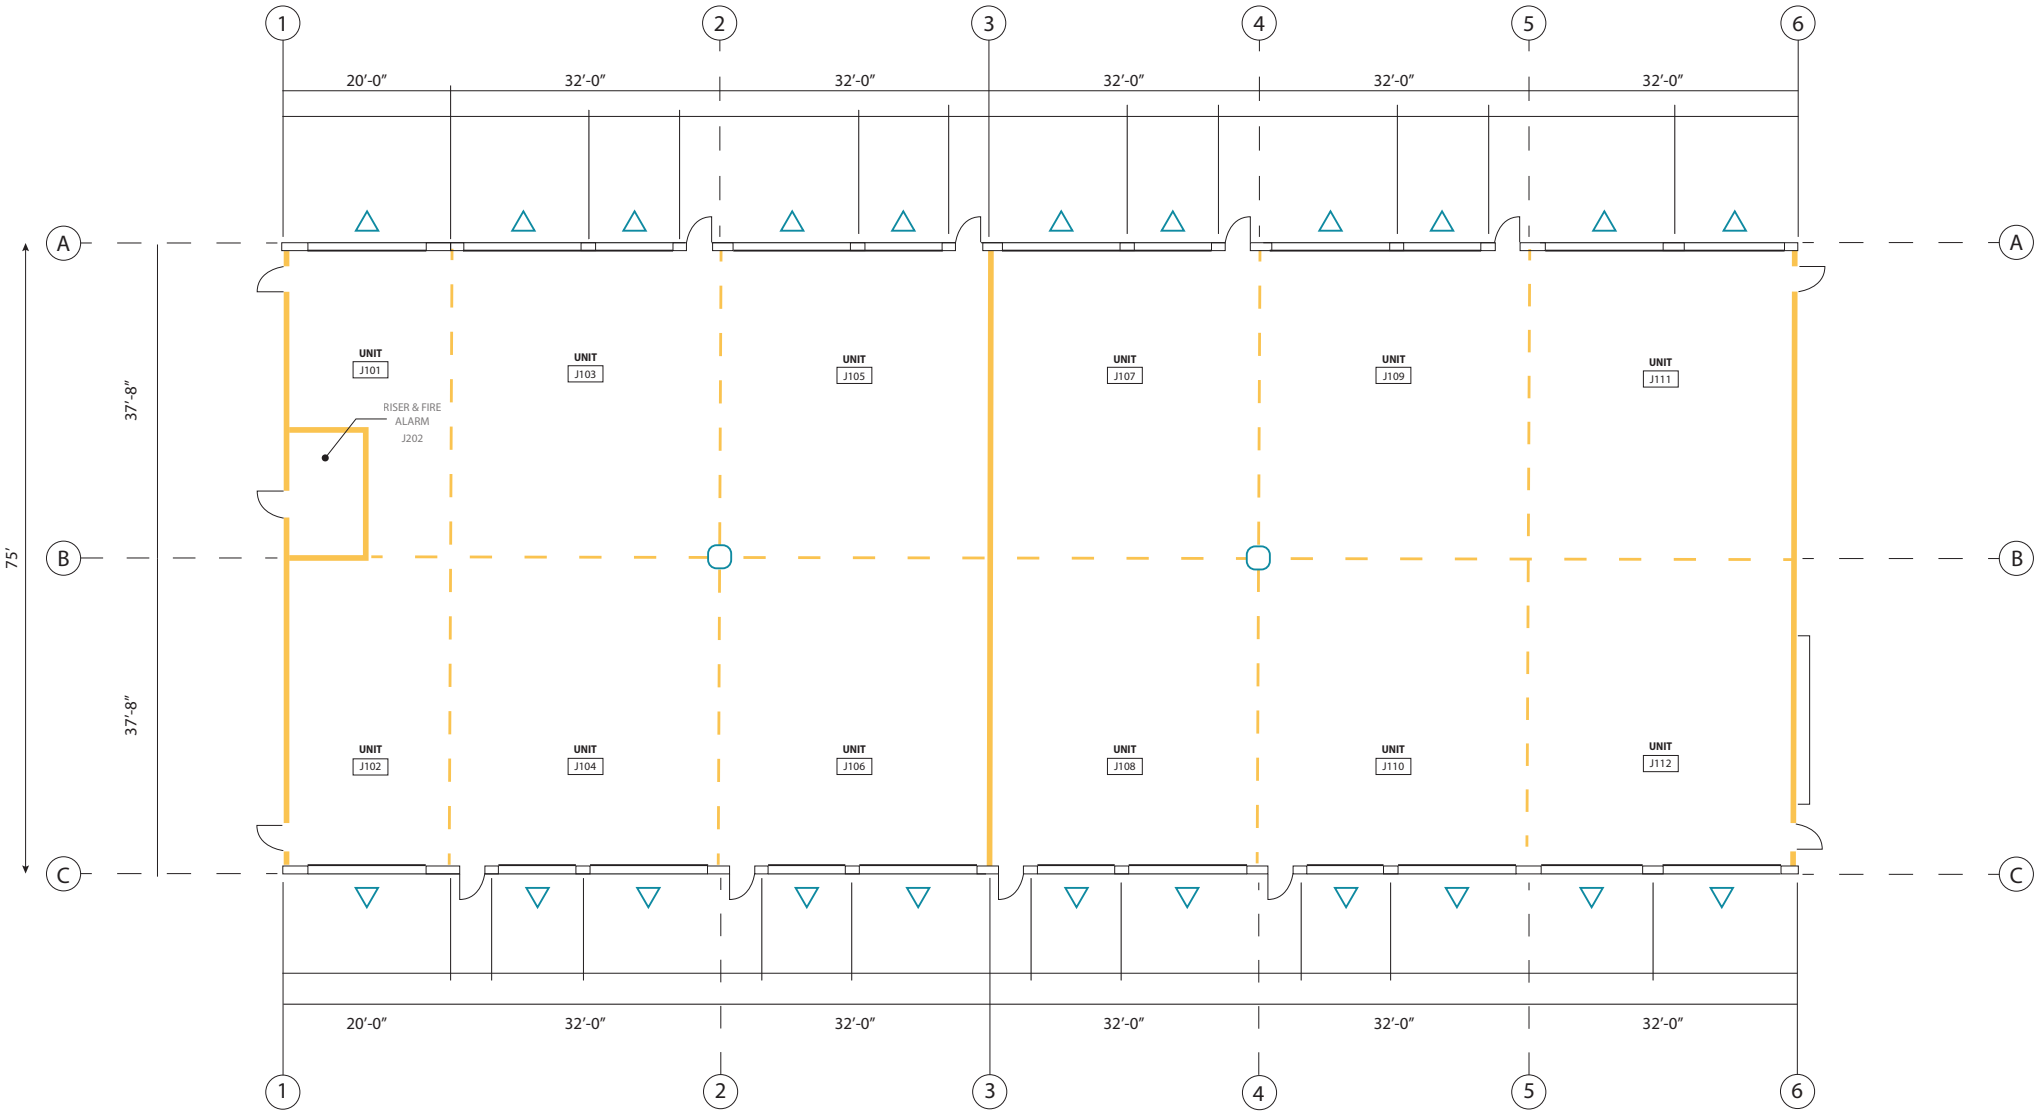 1 2 3 4 5 6
20'-0" 32'-0" 32'-0" 32'-0" 32'-0" 32'-0"
A A
UNIT UNIT UNIT UNIT UNIT UNIT
J101 J103 J105 J107 J109 J111
37'-8"
RISER & FIRE
ALARM
J202
75'
B B
37'-8"
UNIT UNIT UNIT UNIT UNIT UNIT
J102 J104 J106 J108 J110 J112
C C
20'-0" 32'-0" 32'-0" 32'-0" 32'-0" 32'-0"
1 2 3 4 5 6